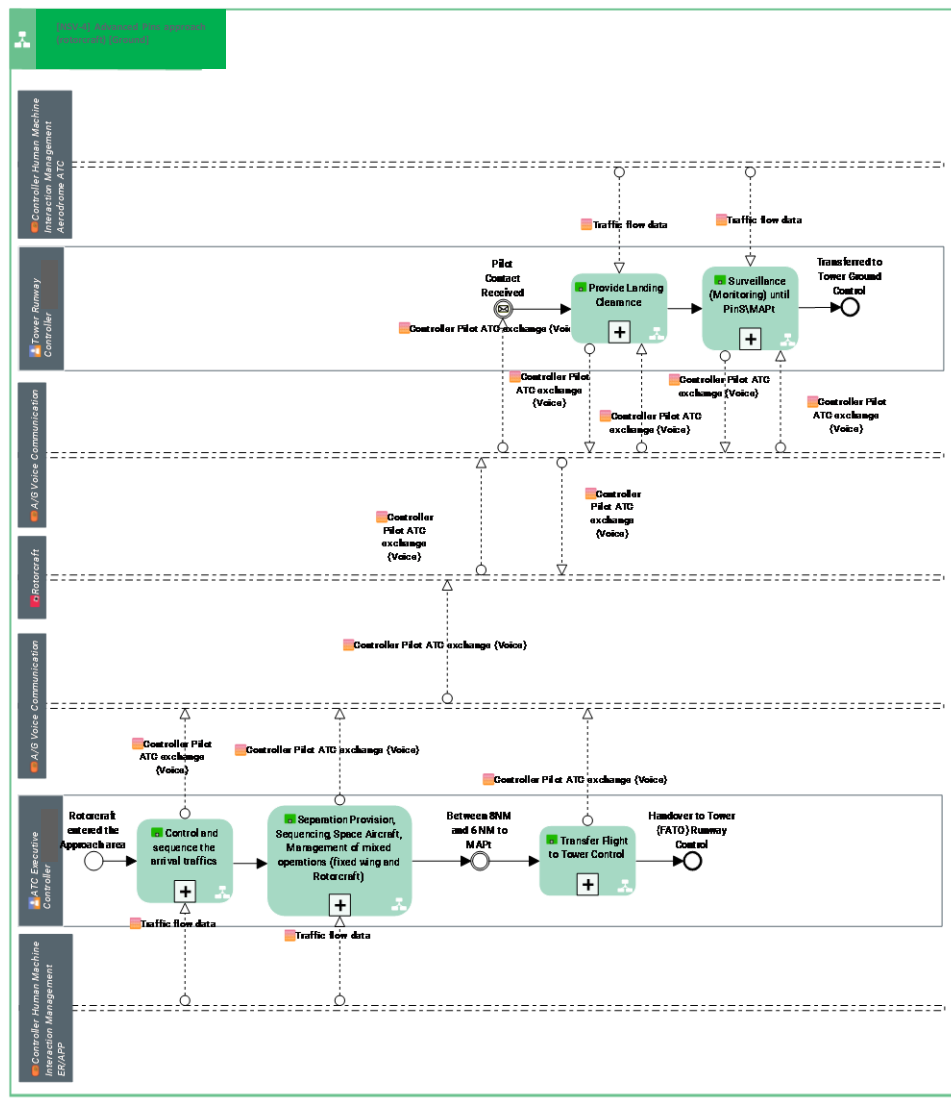 [NSV-4] Advanced Pins approach
(rotorcraft) [Ground]
Controller Human Machine
Interaction Management
Aerodrome ATC
Traffic flow data
Traffic flow data
Tower Runway
Controller
Pilot
Contact
Received
Provide Landing
Clearance
Surveillance
(Monitoring) until
PinS\MAPt
Transferred to
Tower Ground
Control
Controller Pilot ATC exchange (Voic
Controller Pilot
ATC exchange
(Voice)
Controller Pilot ATC
exchange (Voice)
Controller Pilot ATC
exchange (Voice)
Controller Pilot
ATC exchange
(Voice)
A/G Voice Communication
Controller
Pilot ATC
exchange
(Voice)
Controller
Pilot ATC
exchange
(Voice)
Rotorcraft
Controller Pilot ATC exchange (Voice)
A/G Voice Communication
Controller Pilot
ATC exchange
(Voice)
Controller Pilot ATC exchange (Voice)
Controller Pilot ATC exchange (Voice)
ATC Executive
Controller
Rotorcraft
entered the
Approach area
Control and
sequence the
arrival traffics
Separation Provision,
Sequencing, Space Aircraft,
Management of mixed
operations (fixed wing and
Rotorcraft)
Between 8NM
and 6 NM to
MAPt
Transfer Flight
to Tower Control
Handover to Tower
(FATO) Runway
Control
Traffic flow data
Traffic flow data
Controller Human Machine
Interaction Management
ER/APP